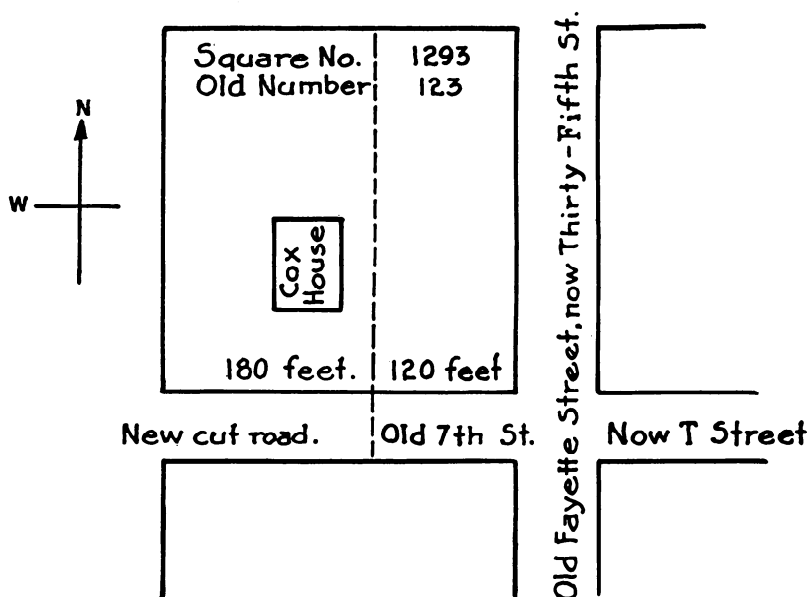 Square No. 1293
Old Number 123
N
W
Cox
House
180 feet. 120 feet
New cut road. Old 7th St. Now T Street
Old Fayette Street, now Thirty-Fifth St.